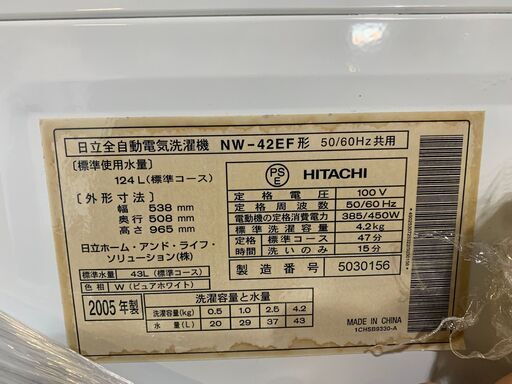 日立全自動電気洗濯機 NW-42EF形 50/60Hz共用
[標準使用水量]
124L(標準コース)
[外形寸法]
幅 538 mm
奥行 508 mm
高さ 965 mm
日立ホーム・アンド・ライフ・
ソリューション(株)
標準水量 43L (標準コース)
色相 W (ピュアホワイト)
PS
E
HITACHI
定格電圧 100V
定格周波数 50/60Hz
電動機の定格消費電力 385/450W
標準洗濯容量 4.2kg
定格 標準コース 47分
時間 洗いのみ 15分
製造番号 5030156
2005年製
洗濯容量と水量
洗濯容量(kg) 0.5 1.0 2.5 4.2
水量(L) 20 29 37 43
MADE IN CHINA
1CHSB9330-A